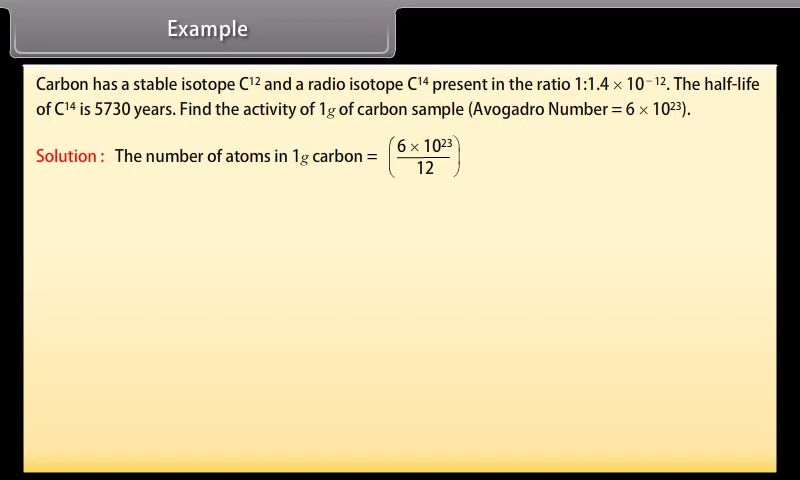 Example
Carbon has a stable isotope C¹² and a radio isotope C¹⁴ present in the ratio 1:1.4 × 10⁻¹². The half-life
of C¹⁴ is 5730 years. Find the activity of 1g of carbon sample (Avogadro Number = 6 × 10²³).
Solution : The number of atoms in 1g carbon = (6 × 10²³ / 12)